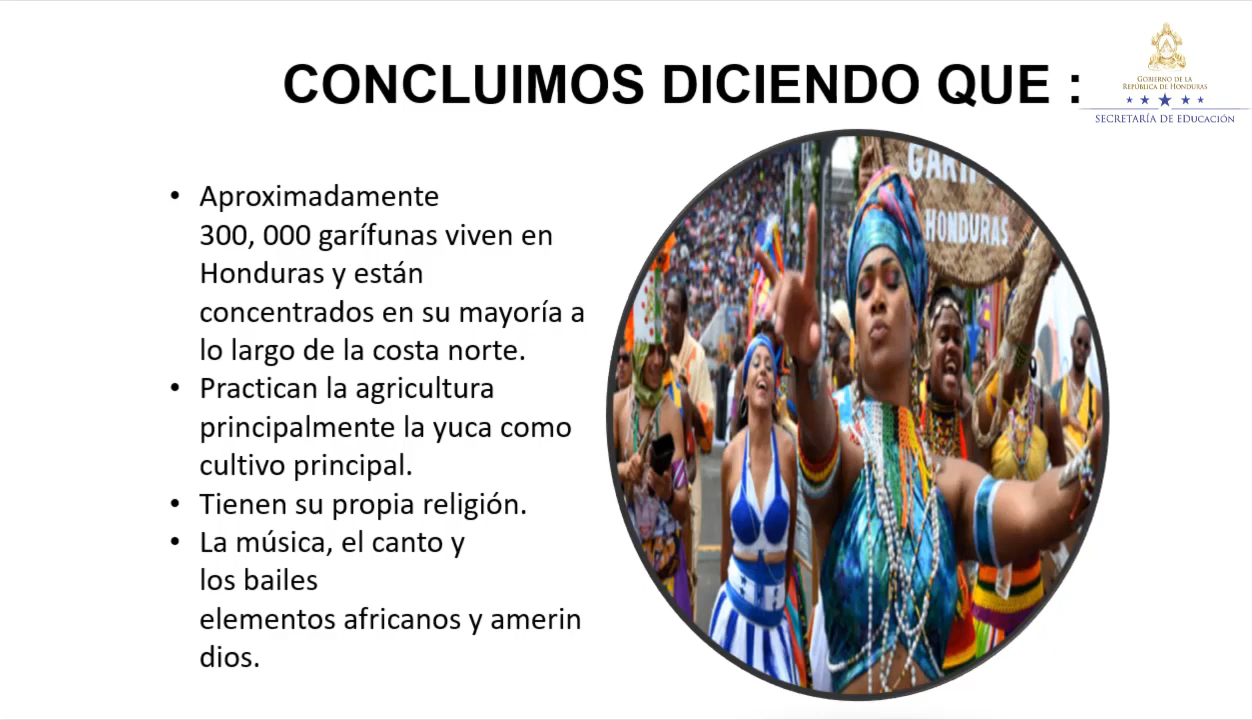 CONCLUIMOS DICIENDO QUE :
GOBIERNO DE LA
REPÚBLICA DE HONDURAS
SECRETARÍA DE EDUCACIÓN
• Aproximadamente
300, 000 garífunas viven en
Honduras y están
concentrados en su mayoría a
lo largo de la costa norte.
• Practican la agricultura
principalmente la yuca como
cultivo principal.
• Tienen su propia religión.
• La música, el canto y
los bailes
elementos africanos y amerin
dios.
HONDURAS